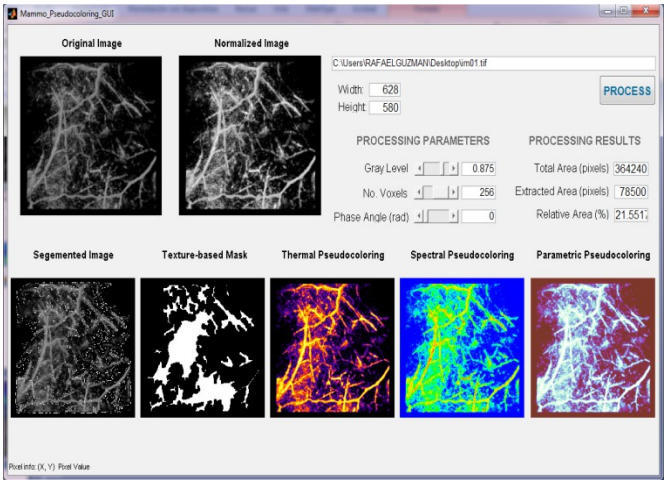 Mammo_Pseudocoloring_GUI
Original Image
Normalized Image
C:\Users\RAFAELGUZMAN\Desktop\im01.tif
Width: 628
Height: 580
PROCESS
PROCESSING PARAMETERS
Gray Level 0.875
No. Voxels 256
Phase Angle (rad) 0
PROCESSING RESULTS
Total Area (pixels) 364240
Extracted Area (pixels) 78500
Relative Area (%) 21.5517
Segemented Image
Texture-based Mask
Thermal Pseudocoloring
Spectral Pseudocoloring
Parametric Pseudocoloring
Pixel info: (X, Y) Pixel Value